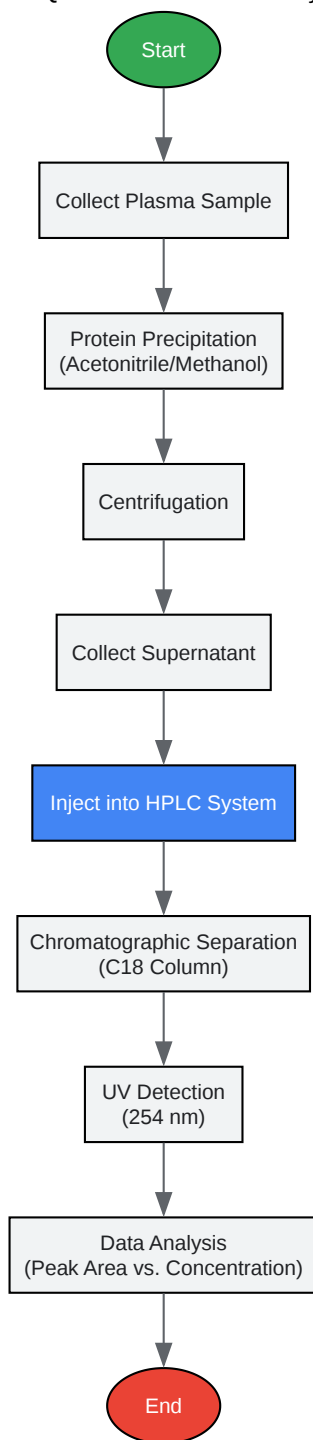 Start
Collect Plasma Sample
Protein Precipitation
(Acetonitrile/Methanol)
Centrifugation
Collect Supernatant
Inject into HPLC System
Chromatographic Separation
(C18 Column)
UV Detection
(254 nm)
Data Analysis
(Peak Area vs. Concentration)
End